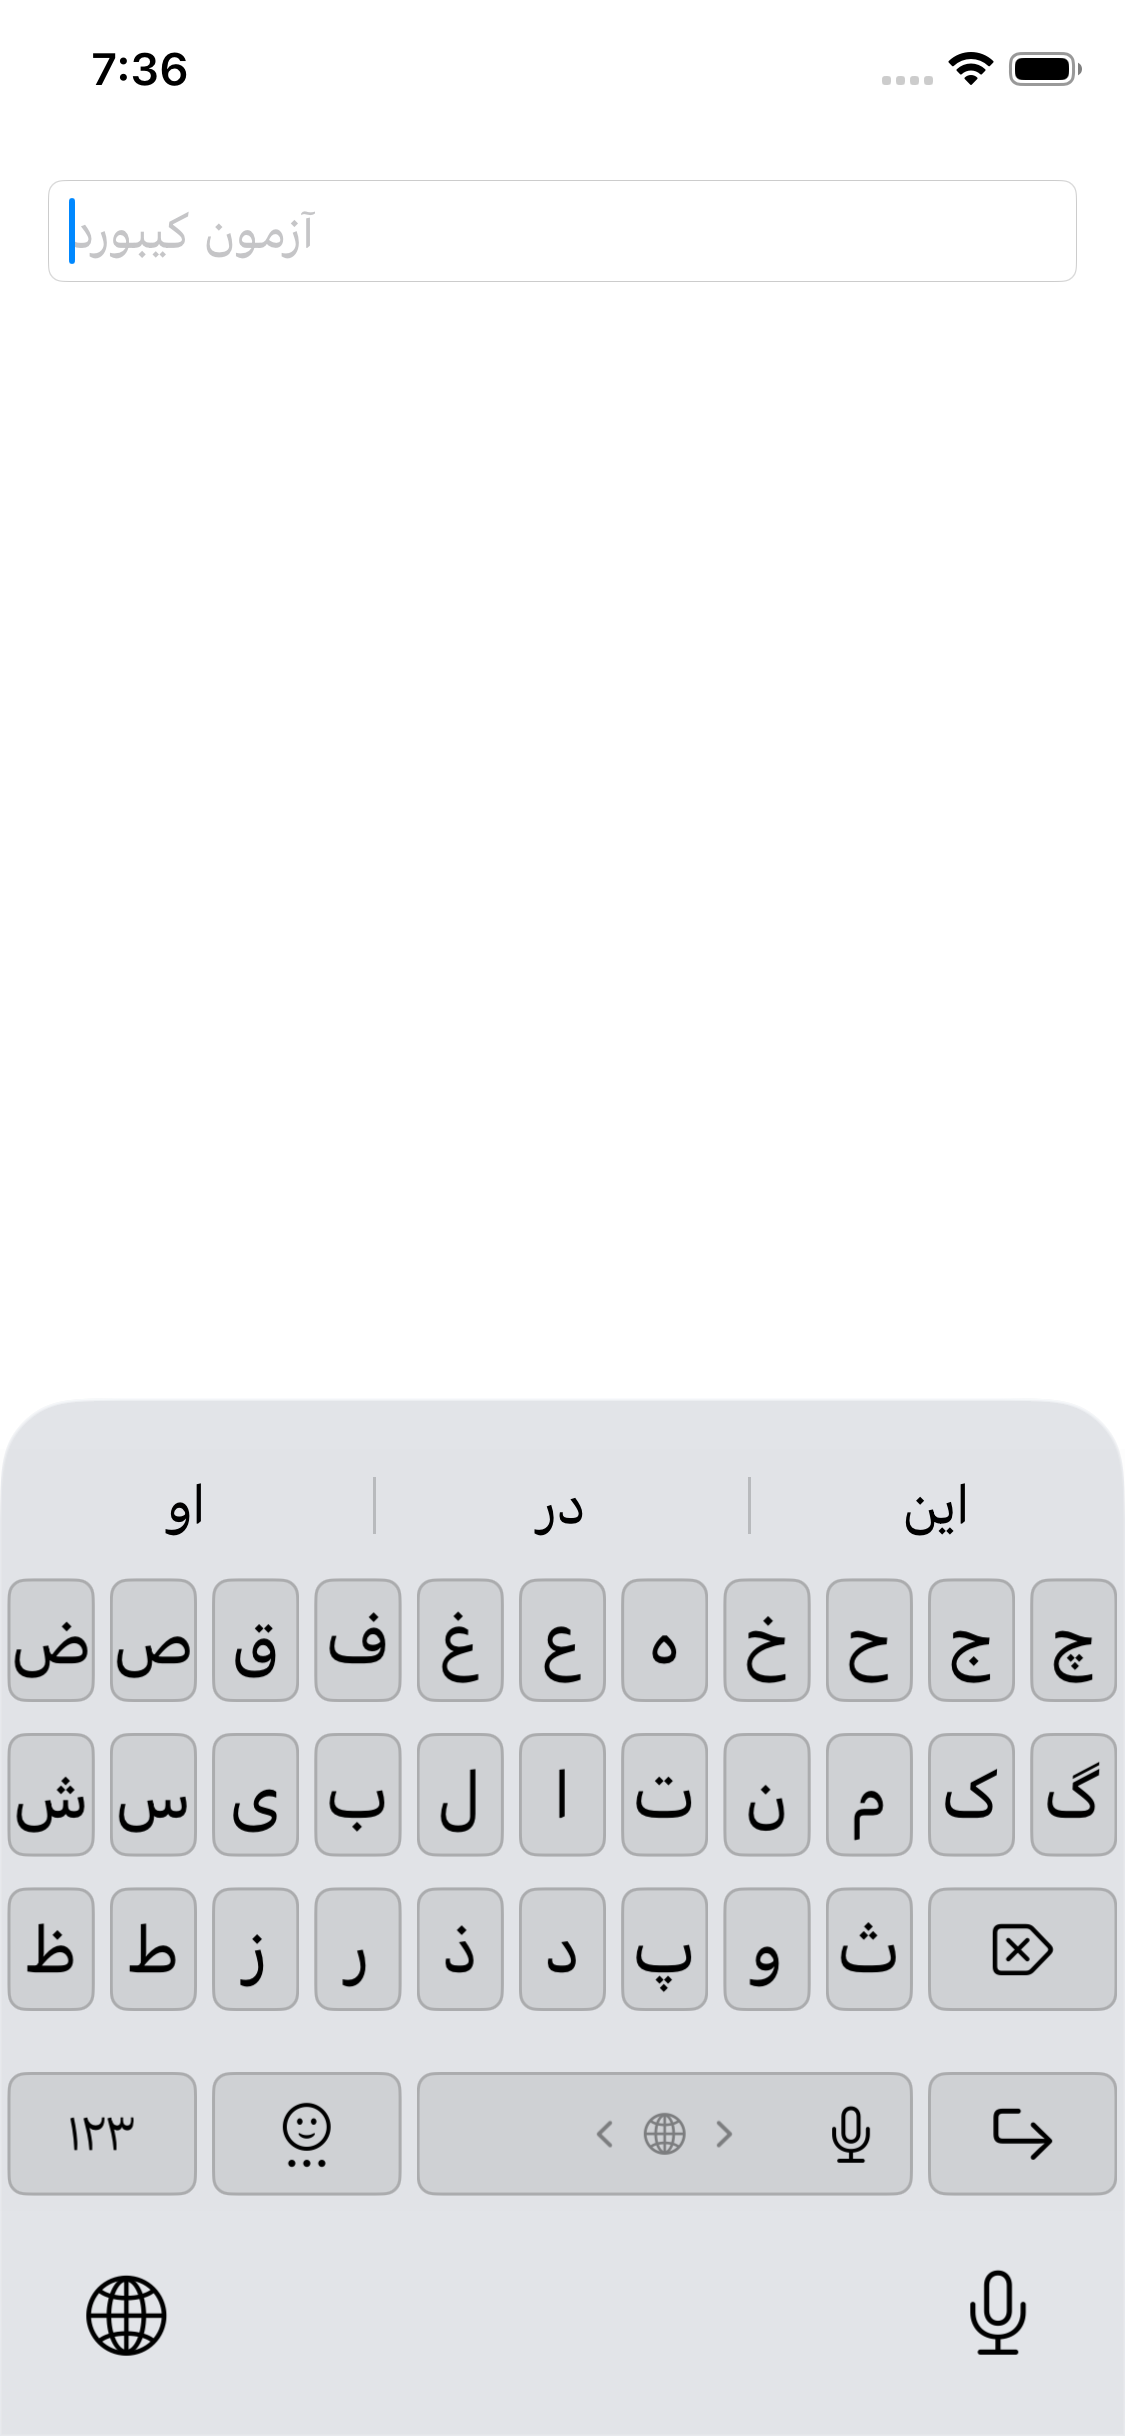 7:36
آزمون کیبورد
این در او
ض ص ق ف غ ع ه خ ح ج چ
ش س ی ب ل ا ت ن م ک گ
ظ ط ز ر ذ د پ و ث
۱۲۳